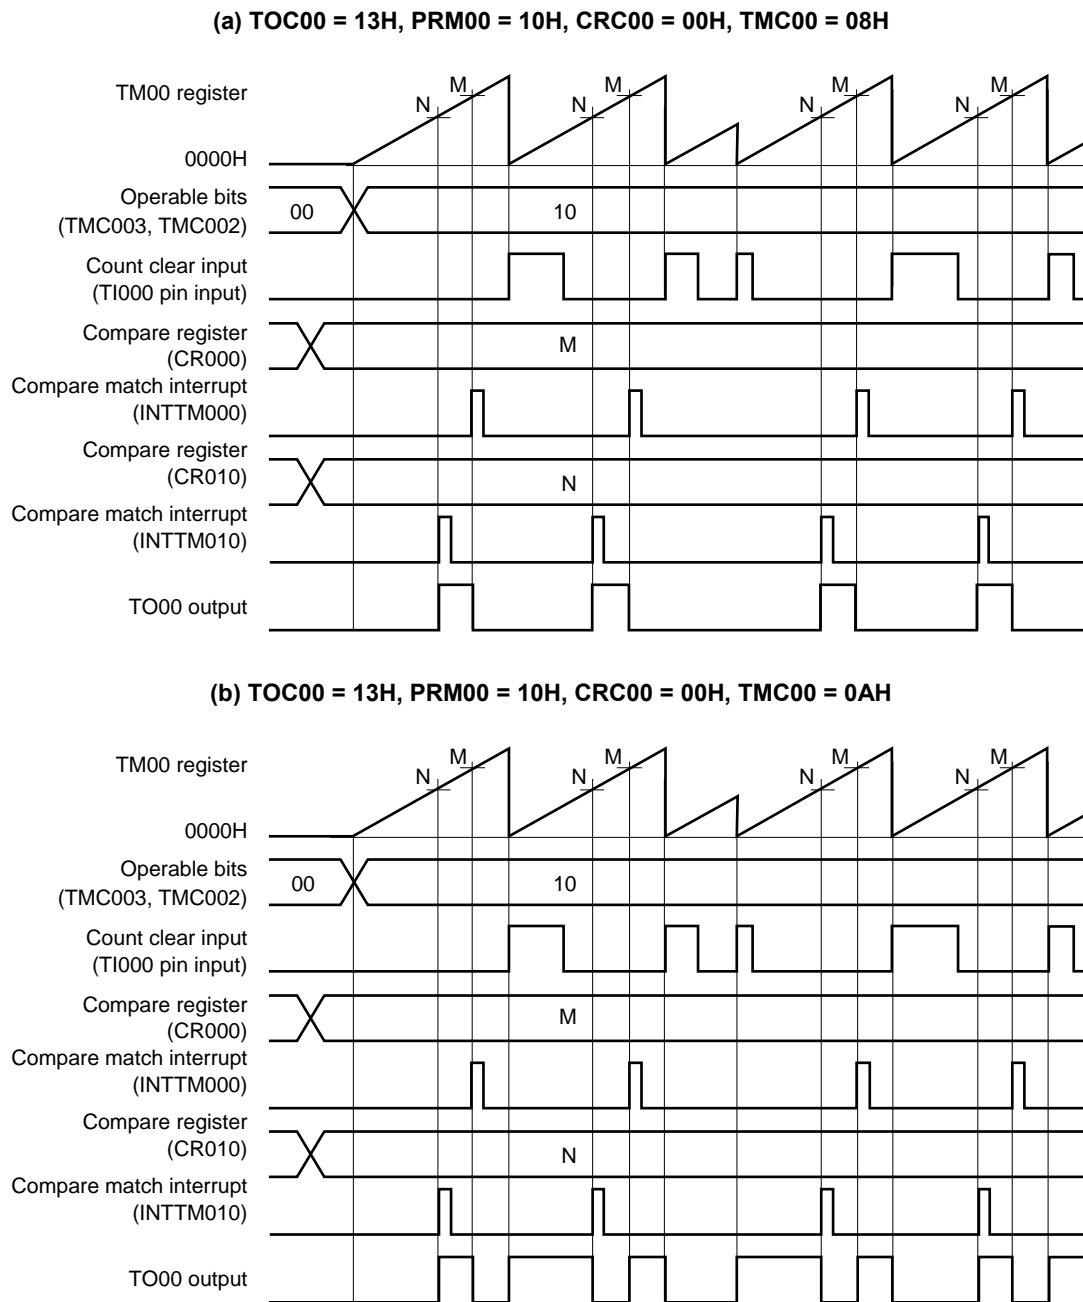 (a) TOC00 = 13H, PRM00 = 10H, CRC00 = 00H, TMC00 = 08H
TM00 register
N M N M N M N M
0000H
Operable bits
(TMC003, TMC002)
00 10
Count clear input
(TI000 pin input)
Compare register
(CR000)
M
Compare match interrupt
(INTTM000)
Compare register
(CR010)
N
Compare match interrupt
(INTTM010)
TO00 output
(b) TOC00 = 13H, PRM00 = 10H, CRC00 = 00H, TMC00 = 0AH
TM00 register
N M N M N M N M
0000H
Operable bits
(TMC003, TMC002)
00 10
Count clear input
(TI000 pin input)
Compare register
(CR000)
M
Compare match interrupt
(INTTM000)
Compare register
(CR010)
N
Compare match interrupt
(INTTM010)
TO00 output